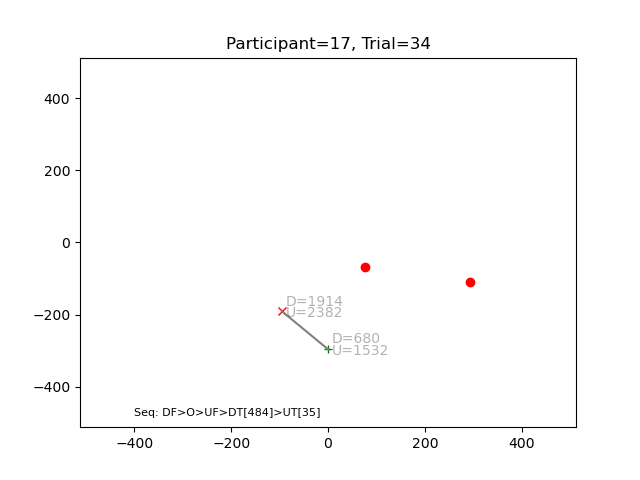 Participant=17, Trial=34
400
200
0
−200
−400
D=1914
U=2382
D=680
U=1532
Seq: DF>O>UF>DT[484]>UT[35]
−400 −200 0 200 400